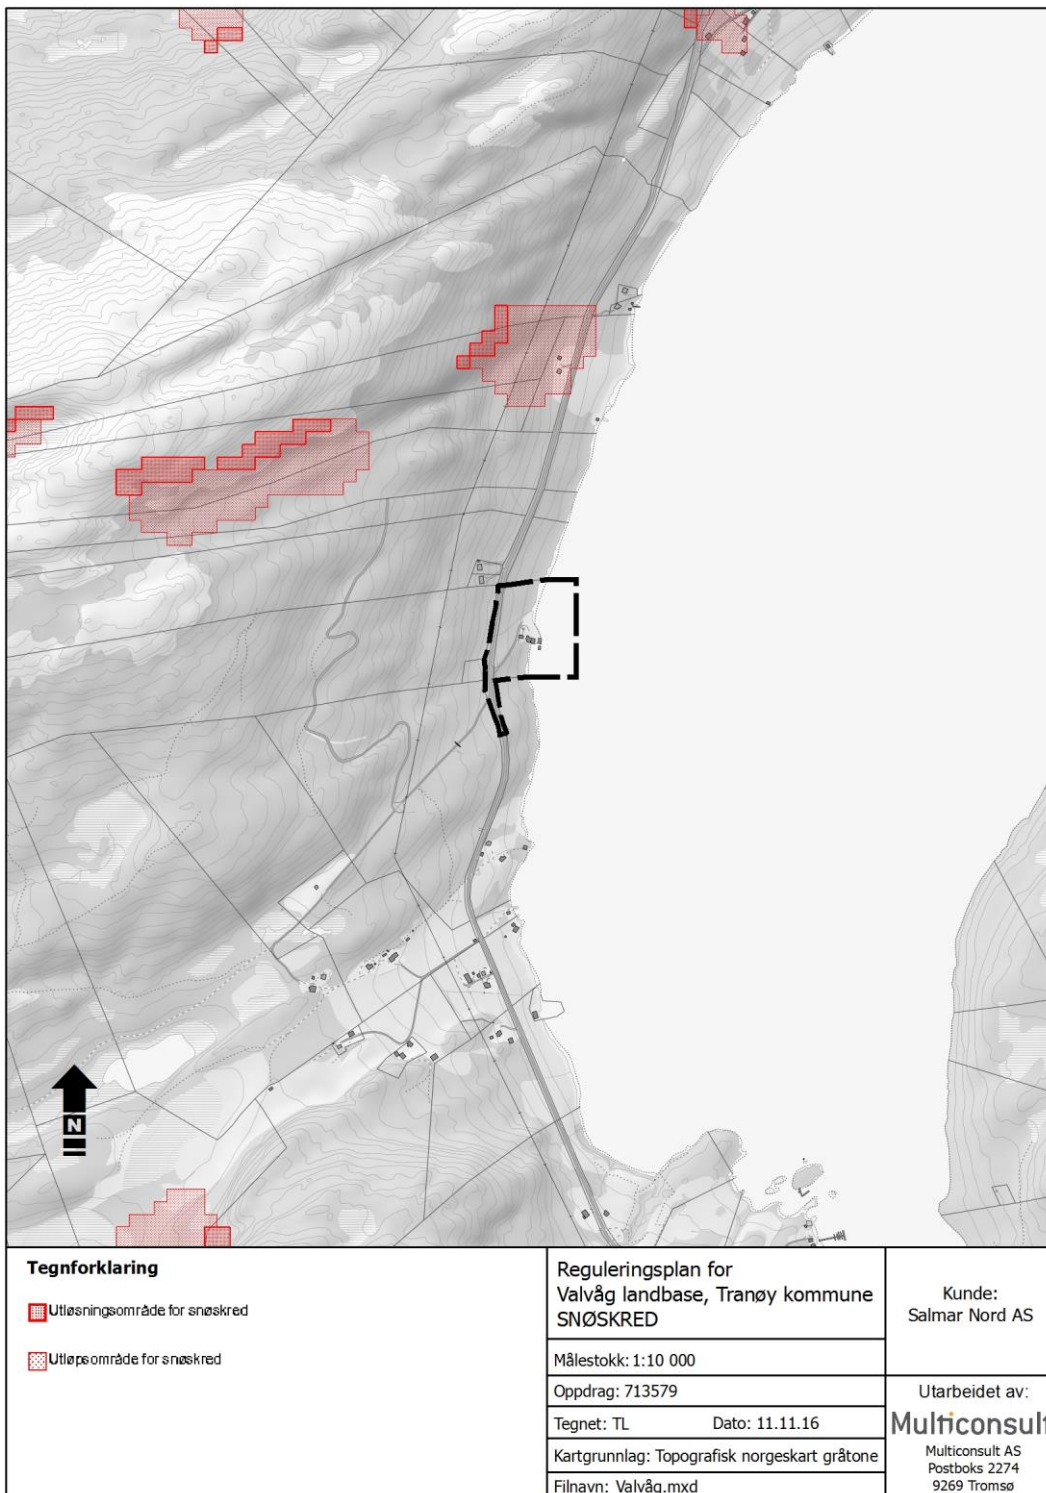 N
Tegnforklaring
Utløsningsområde for snøskred
Utløpsområde for snøskred
Reguleringsplan for
Valvåg landbase, Tranøy kommune
SNØSKRED
Målestokk: 1:10 000
Oppdrag: 713579
Tegnet: TL Dato: 11.11.16
Kartgrunnlag: Topografisk norgeskart gråtone
Filnavn: Valvåg.mxd
Kunde:
Salmar Nord AS
Utarbeidet av:
Multiconsult
Multiconsult AS
Postboks 2274
9269 Tromsø